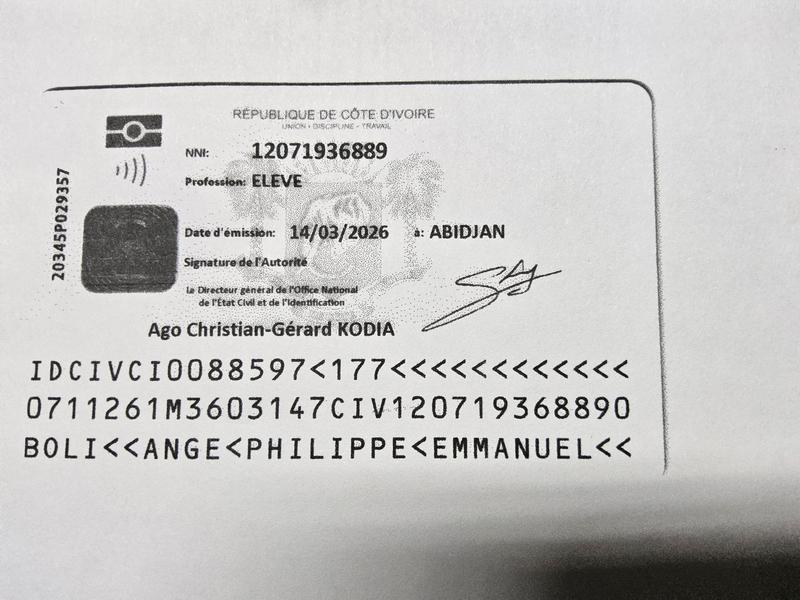 RÉPUBLIQUE DE CÔTE D'IVOIRE
UNION - DISCIPLINE - TRAVAIL
NNI: 12071936889
Profession: ELEVE
20345P029357
Date d'émission: 14/03/2026 à: ABIDJAN
Signature de l'Autorité
Le Directeur général de l'Office National
de l'État Civil et de l'Identification
Ago Christian-Gérard KODIA
IDCIVCI0088597<177<<<<<<<<<<<<
0711261M3603147CIV120719368890
BOLI<<ANGE<PHILIPPE<EMMANUEL<<